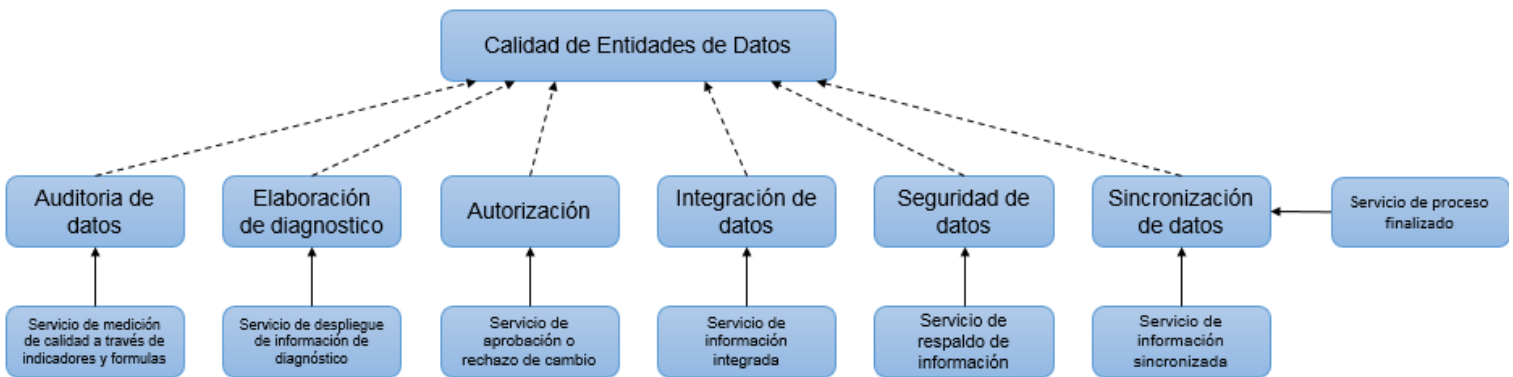 Calidad de Entidades de Datos
Auditoria de
datos
Elaboración
de diagnostico
Autorización
Integración de
datos
Seguridad de
datos
Sincronización
de datos
Servicio de proceso
finalizado
Servicio de medición
de calidad a través de
indicadores y formulas
Servicio de despliegue
de información de
diagnóstico
Servicio de
aprobación o
rechazo de cambio
Servicio de
información
integrada
Servicio de
respaldo de
información
Servicio de
información
sincronizada